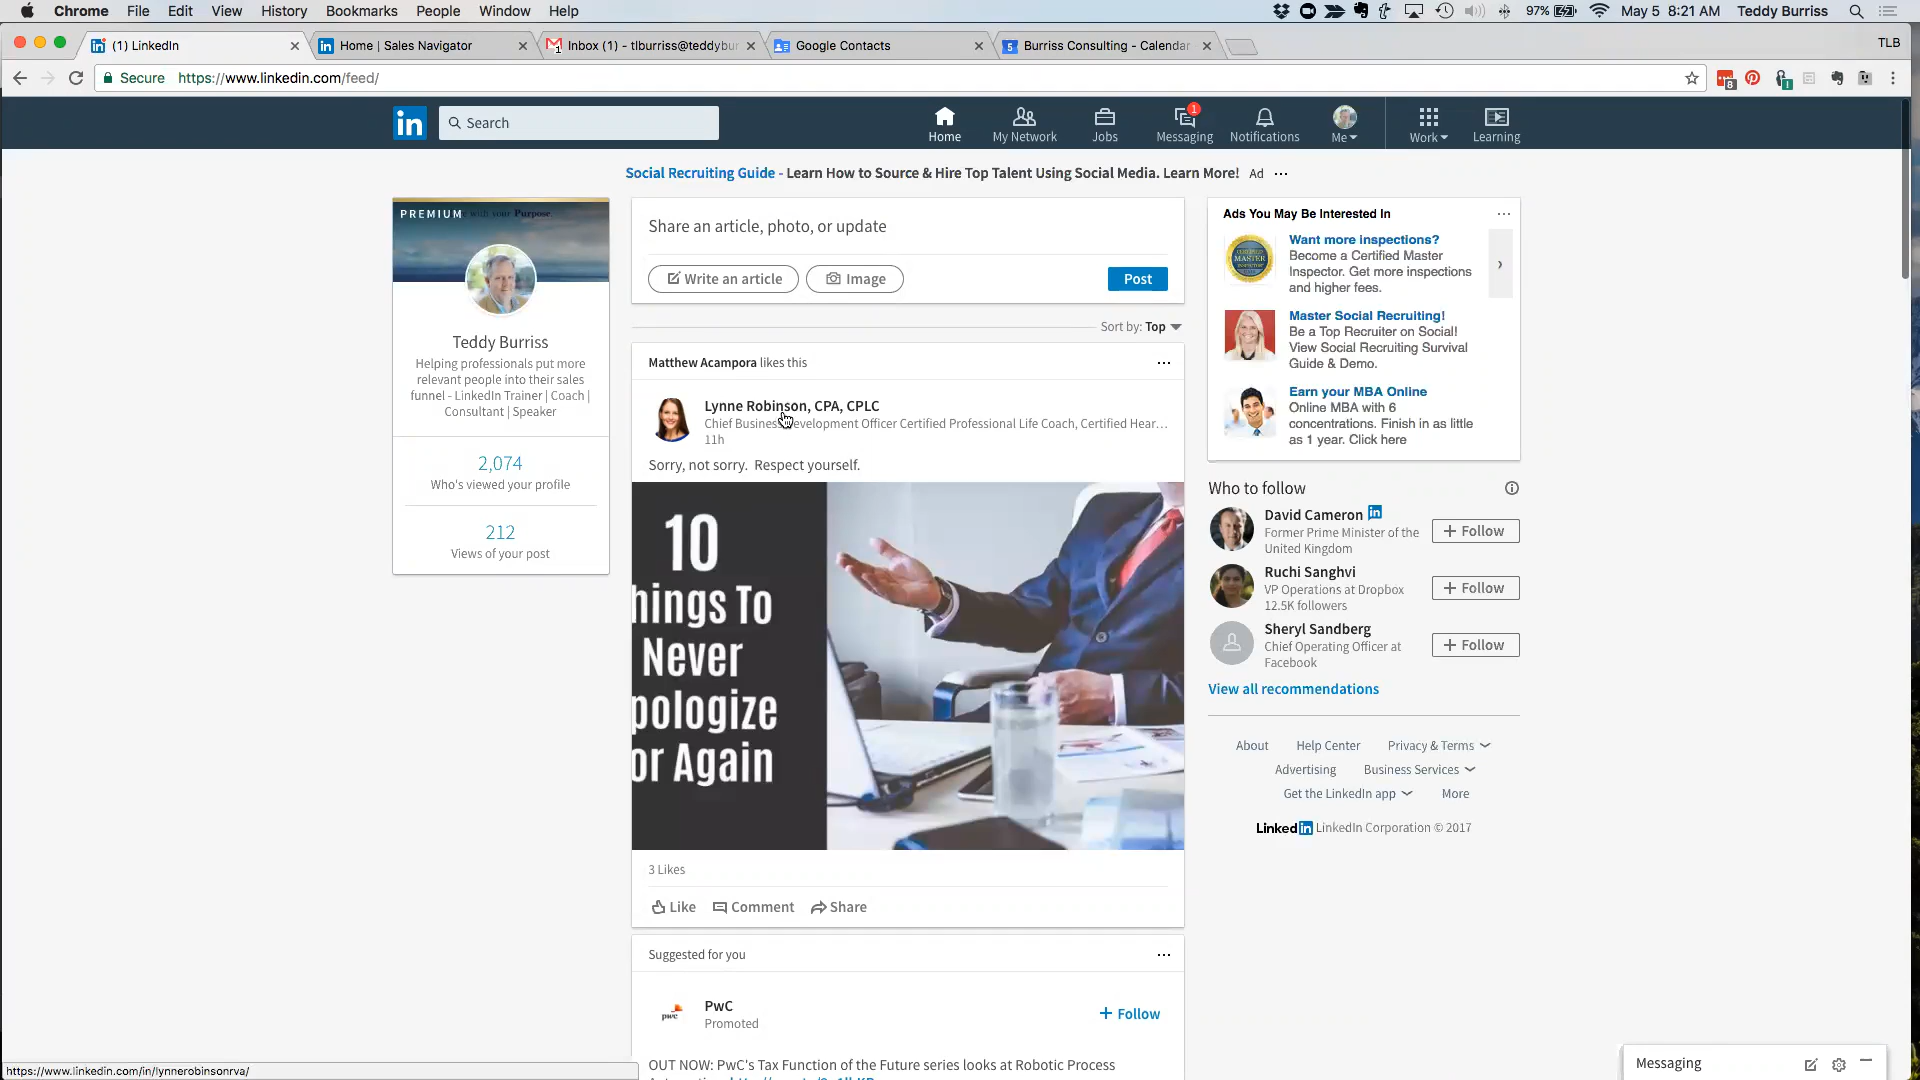 Chrome File Edit View History Bookmarks People Window Help 97% May 5 8:21 AM Teddy Burriss
(1) LinkedIn Home | Sales Navigator Inbox (1) - tlburriss@teddybur Google Contacts Burriss Consulting - Calendar TLB
Secure https://www.linkedin.com/feed/
in Search Home My Network Jobs Messaging 1 Notifications Me Work Learning
Social Recruiting Guide - Learn How to Source & Hire Top Talent Using Social Media. Learn More! Ad
PREMIUM
with your Purpose.
Teddy Burriss
Helping professionals put more
relevant people into their sales
funnel - LinkedIn Trainer | Coach |
Consultant | Speaker
2,074
Who's viewed your profile
212
Views of your post
Share an article, photo, or update
Write an article Image Post
Sort by: Top
Matthew Acampora likes this
Lynne Robinson, CPA, CPLC
Chief Business Development Officer Certified Professional Life Coach, Certified Hear...
11h
Sorry, not sorry. Respect yourself.
10
hings To
Never
pologize
or Again
3 Likes
Like Comment Share
Suggested for you
PwC
pwc
Promoted
+ Follow
OUT NOW: PwC's Tax Function of the Future series looks at Robotic Process
Ads You May Be Interested In
Want more inspections?
Become a Certified Master
Inspector. Get more inspections
and higher fees.
Master Social Recruiting!
Be a Top Recruiter on Social!
View Social Recruiting Survival
Guide & Demo.
Earn your MBA Online
Online MBA with 6
concentrations. Finish in as little
as 1 year. Click here
Who to follow
David Cameron in
Former Prime Minister of the
United Kingdom
+ Follow
Ruchi Sanghvi
VP Operations at Dropbox
12.5K followers
+ Follow
Sheryl Sandberg
Chief Operating Officer at
Facebook
+ Follow
View all recommendations
About Help Center Privacy & Terms
Advertising Business Services
Get the LinkedIn app More
LinkedIn LinkedIn Corporation © 2017
Messaging
https://www.linkedin.com/in/lynnerobinsonrva/